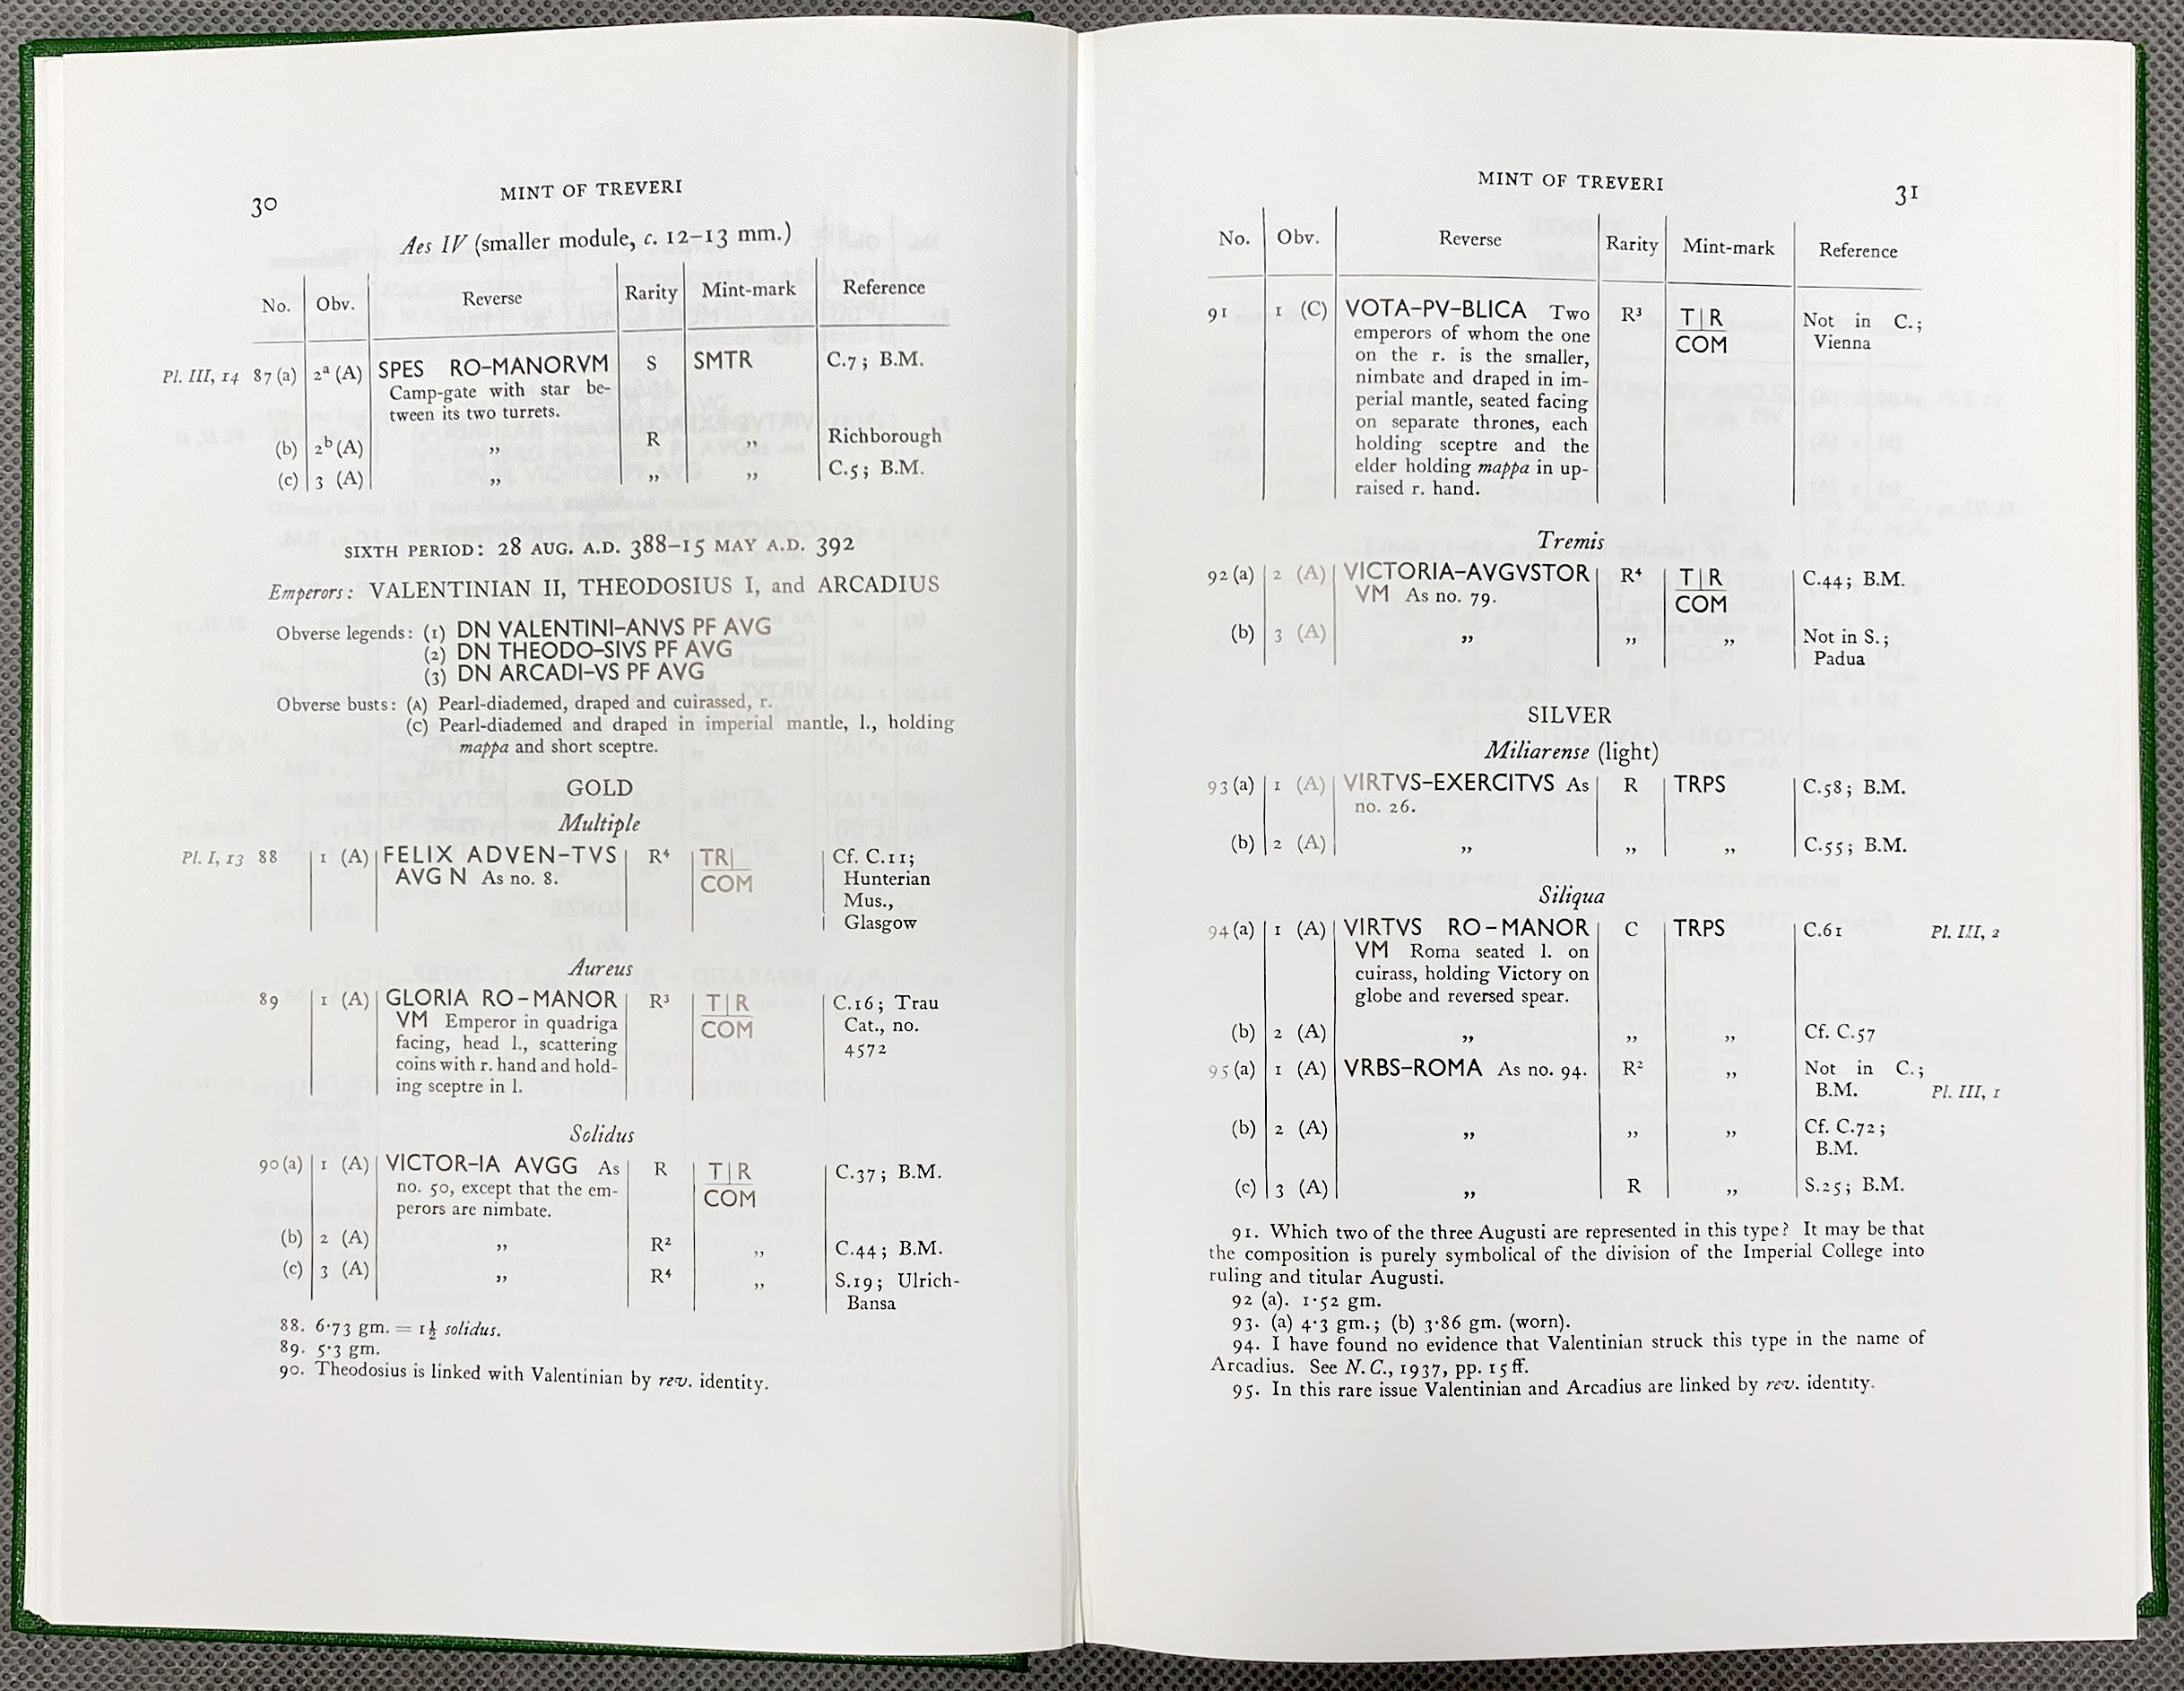 30
MINT OF TREVERI
Aes IV (smaller module, c. 12–13 mm.)
No. Obv. Reverse Rarity Mint-mark Reference
Pl. III, 14 87 (a) 2a (A) SPES RO–MANORVM S SMTR C.7; B.M.
Camp-gate with star be-
tween its two turrets.
(b) 2b (A) ,, R ,, Richborough
(c) 3 (A) ,, ,, ,, C.5; B.M.
SIXTH PERIOD: 28 AUG. A.D. 388–15 MAY A.D. 392
Emperors: VALENTINIAN II, THEODOSIUS I, and ARCADIUS
Obverse legends: (1) DN VALENTINI–ANVS PF AVG
(2) DN THEODO–SIVS PF AVG
(3) DN ARCADI–VS PF AVG
Obverse busts: (A) Pearl-diademed, draped and cuirassed, r.
(C) Pearl-diademed and draped in imperial mantle, l., holding
mappa and short sceptre.
GOLD
Multiple
Pl. I, 13 88 1 (A) FELIX ADVEN–TVS R⁴ TR| Cf. C.11;
AVG N As no. 8. COM Hunterian
Mus.,
Glasgow
Aureus
89 1 (A) GLORIA RO–MANOR R³ T|R C.16; Trau
VM Emperor in quadriga COM Cat., no.
facing, head l., scattering 4572
coins with r. hand and hold-
ing sceptre in l.
Solidus
90 (a) 1 (A) VICTOR–IA AVGG As R T|R C.37; B.M.
no. 50, except that the em- COM
perors are nimbate.
(b) 2 (A) ,, R² ,, C.44; B.M.
(c) 3 (A) ,, R⁴ ,, S.19; Ulrich-
Bansa
88. 6·73 gm. = 1½ solidus.
89. 5·3 gm.
90. Theodosius is linked with Valentinian by rev. identity.
MINT OF TREVERI
31
No. Obv. Reverse Rarity Mint-mark Reference
91 1 (C) VOTA–PV–BLICA Two R³ T|R Not in C.;
emperors of whom the one COM Vienna
on the r. is the smaller,
nimbate and draped in im-
perial mantle, seated facing
on separate thrones, each
holding sceptre and the
elder holding mappa in up-
raised r. hand.
Tremis
92 (a) 2 (A) VICTORIA–AVGVSTOR R⁴ T|R C.44; B.M.
VM As no. 79. COM
(b) 3 (A) ,, ,, ,, Not in S.;
Padua
SILVER
Miliarense (light)
93 (a) 1 (A) VIRTVS–EXERCITVS As R TRPS C.58; B.M.
no. 26.
(b) 2 (A) ,, ,, ,, C.55; B.M.
Siliqua
94 (a) 1 (A) VIRTVS RO–MANOR C TRPS C.61 Pl. III, 2
VM Roma seated l. on
cuirass, holding Victory on
globe and reversed spear.
(b) 2 (A) ,, ,, ,, Cf. C.57
95 (a) 1 (A) VRBS–ROMA As no. 94. R² ,, Not in C.;
B.M. Pl. III, 1
(b) 2 (A) ,, ,, ,, Cf. C.72;
B.M.
(c) 3 (A) ,, R ,, S.25; B.M.
91. Which two of the three Augusti are represented in this type? It may be that
the composition is purely symbolical of the division of the Imperial College into
ruling and titular Augusti.
92 (a). 1·52 gm.
93. (a) 4·3 gm.; (b) 3·86 gm. (worn).
94. I have found no evidence that Valentinian struck this type in the name of
Arcadius. See N.C., 1937, pp. 15 ff.
95. In this rare issue Valentinian and Arcadius are linked by rev. identity.